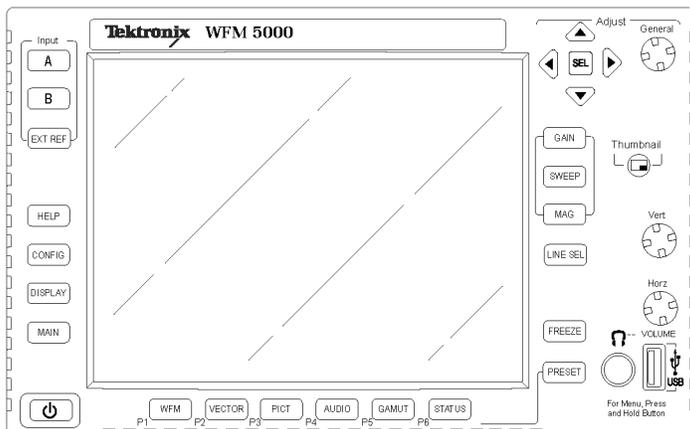 Input
A
B
EXT REF
HELP
CONFIG
DISPLAY
MAIN
Tektronix WFM 5000
Adjust
General
SEL
GAIN
SWEEP
MAG
LINE SEL
Thumbnail
Vert
Horz
FREEZE
PRESET
VOLUME
USB
For Menu, Press
and Hold Button
WFM VECTOR PICT AUDIO GAMUT STATUS
P1 P2 P3 P4 P5 P6